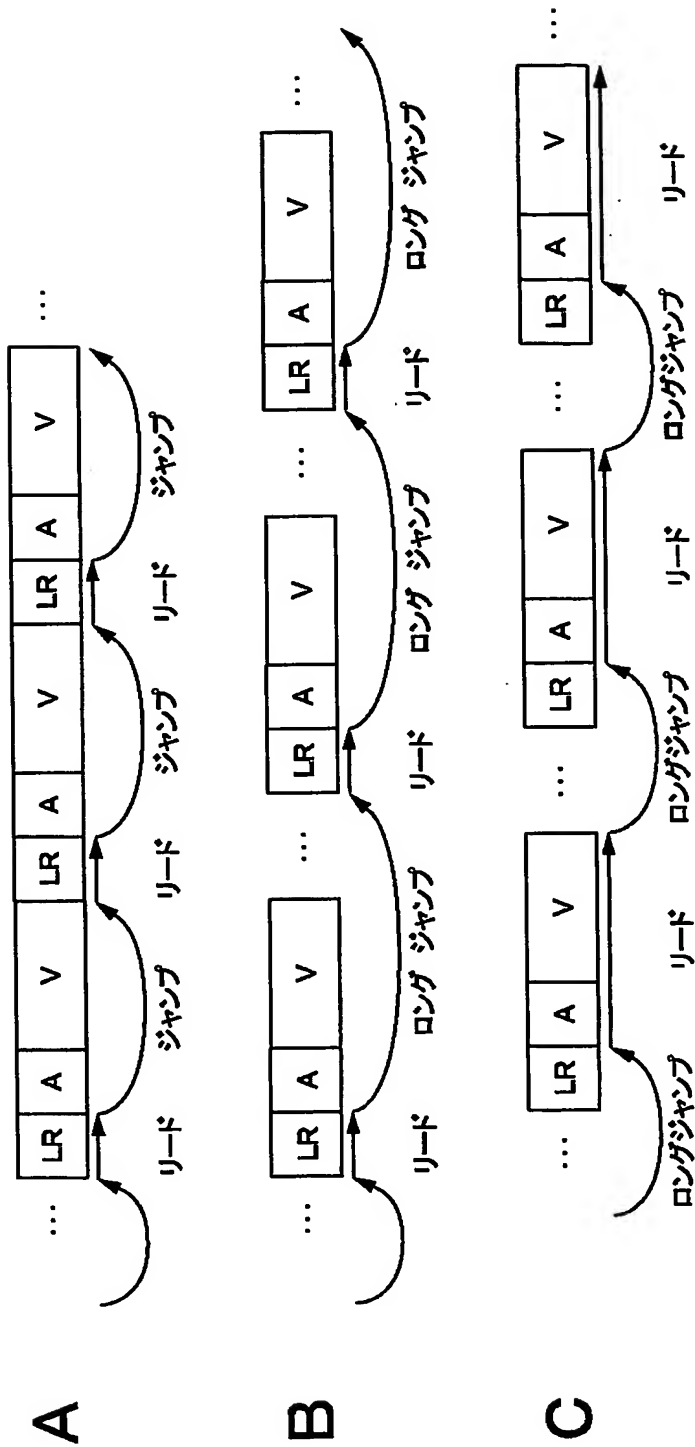 A
… LR A V LR A V LR A V …
リード ジャンプ リード ジャンプ リード ジャンプ
B
… LR A V … LR A V … LR A V …
リード ロング ジャンプ リード ロング ジャンプ リード ロング ジャンプ
C
… LR A V … LR A V … LR A V …
ロングジャンプ リード ロングジャンプ リード ロングジャンプ リード